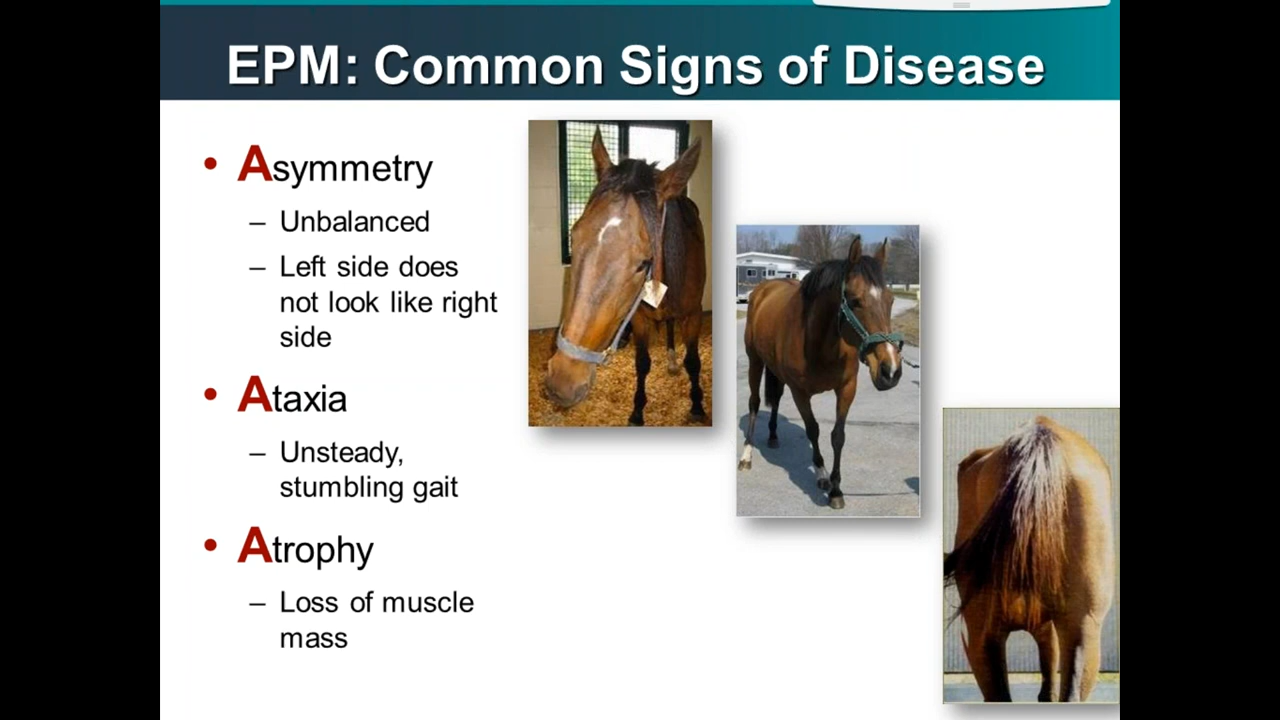 EPM: Common Signs of Disease
• Asymmetry
– Unbalanced
– Left side does
not look like right
side
• Ataxia
– Unsteady,
stumbling gait
• Atrophy
– Loss of muscle
mass